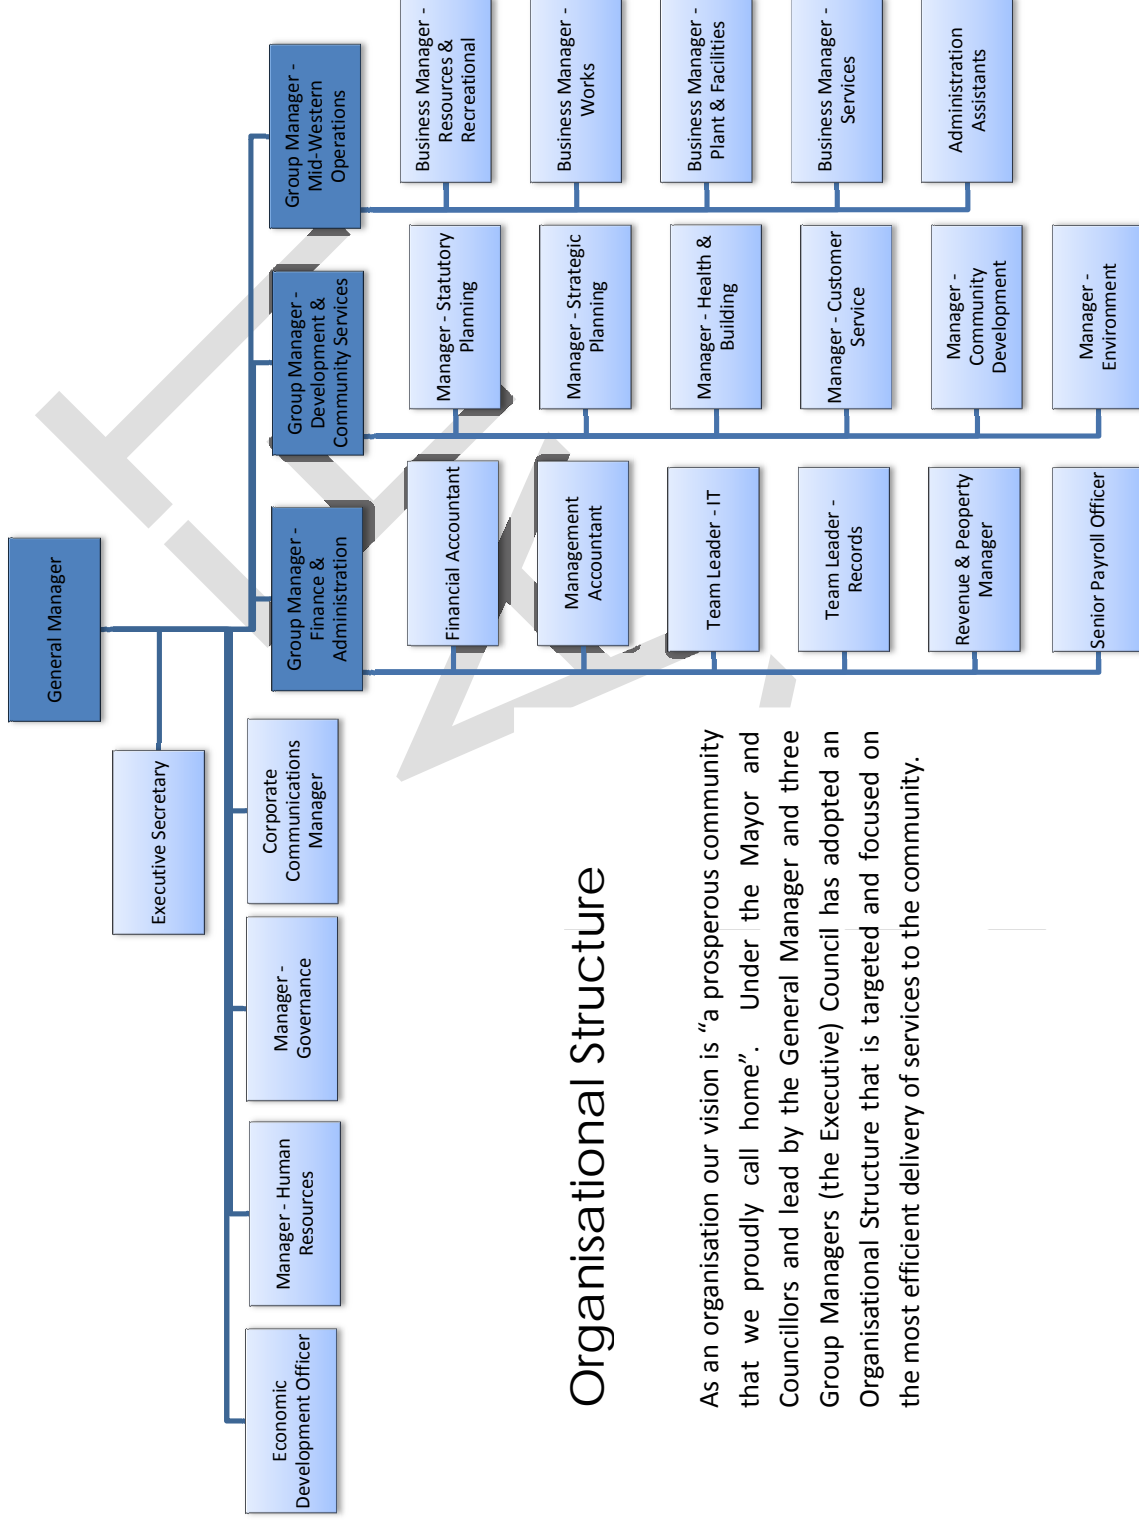 General Manager
Executive Secretary
Economic
Development Officer
Manager - Human
Resources
Manager -
Governance
Corporate
Communications
Manager
Group Manager -
Finance &
Administration
Group Manager -
Development &
Community Services
Group Manager -
Mid-Western
Operations
Financial Accountant
Management
Accountant
Team Leader - IT
Team Leader -
Records
Revenue & Peoperty
Manager
Senior Payroll Officer
Manager - Statutory
Planning
Manager - Strategic
Planning
Manager - Health &
Building
Manager - Customer
Service
Manager -
Community
Development
Manager -
Environment
Business Manager -
Resources &
Recreational
Business Manager -
Works
Business Manager -
Plant & Facilities
Business Manager -
Services
Administration
Assistants
Organisational Structure
As an organisation our vision is “a prosperous community
that we proudly call home”. Under the Mayor and
Councillors and lead by the General Manager and three
Group Managers (the Executive) Council has adopted an
Organisational Structure that is targeted and focused on
the most efficient delivery of services to the community.